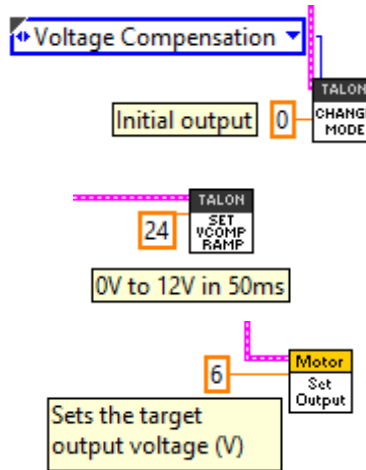 Voltage Compensation
TALON
CHANGE
MODE
Initial output
0
TALON
SET
VCOMP
RAMP
24
0V to 12V in 50ms
Motor
Set
Output
6
Sets the target
output voltage (V)